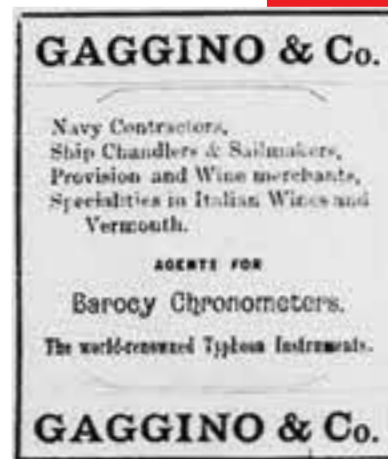 GAGGINO & Co.
Navy Contractors,
Ship Chandlers & Sailmakers,
Provision and Wine merchants,
Specialities in Italian Wines and
Vermouth.
AGENTS FOR
Barocy Chronometers.
The world-renowned Typhoon Instruments.
GAGGINO & Co.